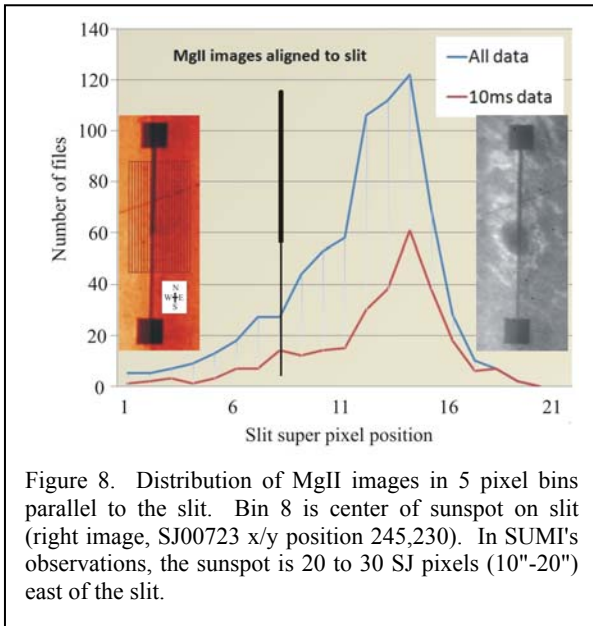 MgII images aligned to slit
All data
10ms data
Number of files
140
120
100
80
60
40
20
0
N
W E
S
1 6 11 16 21
Slit super pixel position
Figure 8. Distribution of MgII images in 5 pixel bins
parallel to the slit. Bin 8 is center of sunspot on slit
(right image, SJ00723 x/y position 245,230). In SUMI's
observations, the sunspot is 20 to 30 SJ pixels (10"-20")
east of the slit.